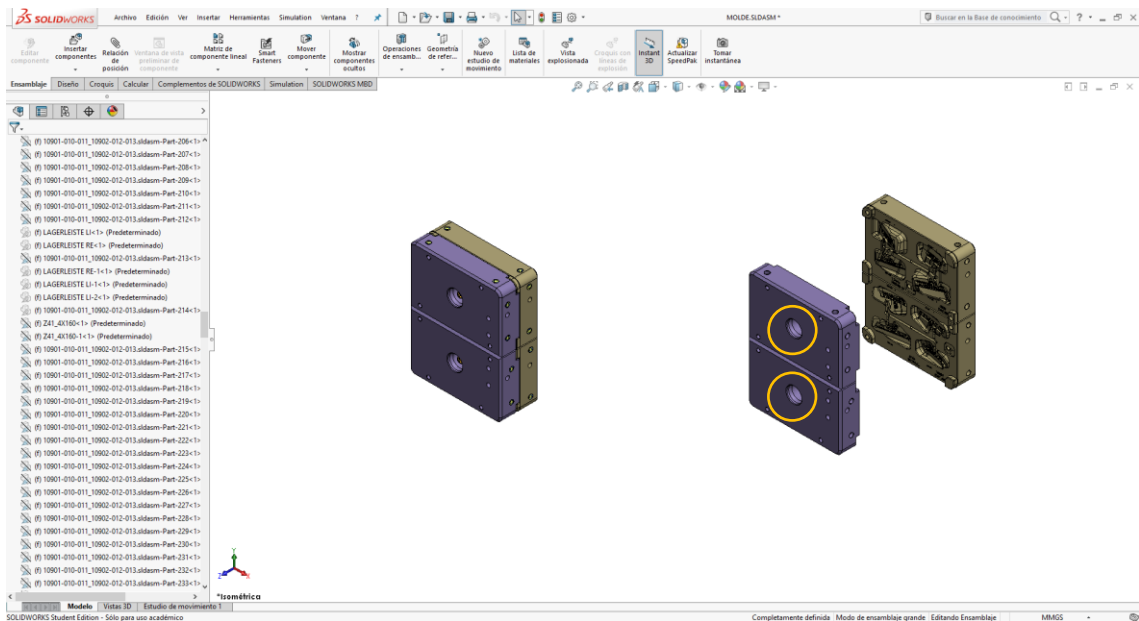 SOLIDWORKS Archivo Edición Ver Insertar Herramientas Simulation Ventana ? MOLDE.SLDASM * Buscar en la Base de conocimiento ?
Editar componente
Insertar componentes
Relación de posición
Ventana de vista preliminar de componente
Matriz de componente lineal
Smart Fasteners
Mover componente
Mostrar componentes ocultos
Operaciones de ensamb...
Geometría de refer...
Nuevo estudio de movimiento
Lista de materiales
Vista explosionada
Croquis con líneas de explosión
Instant 3D
Actualizar SpeedPak
Tomar instantánea
Ensamblaje Diseño Croquis Calcular Complementos de SOLIDWORKS Simulation SOLIDWORKS MBD
(f) 10901-010-011_10902-012-013.sldasm-Part-206<1>
(f) 10901-010-011_10902-012-013.sldasm-Part-207<1>
(f) 10901-010-011_10902-012-013.sldasm-Part-208<1>
(f) 10901-010-011_10902-012-013.sldasm-Part-209<1>
(f) 10901-010-011_10902-012-013.sldasm-Part-210<1>
(f) 10901-010-011_10902-012-013.sldasm-Part-211<1>
(f) 10901-010-011_10902-012-013.sldasm-Part-212<1>
(f) LAGERLEISTE LI<1> (Predeterminado)
(f) LAGERLEISTE RE<1> (Predeterminado)
(f) 10901-010-011_10902-012-013.sldasm-Part-213<1>
(f) LAGERLEISTE RE-1<1> (Predeterminado)
(f) LAGERLEISTE LI-1<1> (Predeterminado)
(f) LAGERLEISTE LI-2<1> (Predeterminado)
(f) 10901-010-011_10902-012-013.sldasm-Part-214<1>
(f) Z41_4X160<1> (Predeterminado)
(f) Z41_4X160-1<1> (Predeterminado)
(f) 10901-010-011_10902-012-013.sldasm-Part-215<1>
(f) 10901-010-011_10902-012-013.sldasm-Part-216<1>
(f) 10901-010-011_10902-012-013.sldasm-Part-217<1>
(f) 10901-010-011_10902-012-013.sldasm-Part-218<1>
(f) 10901-010-011_10902-012-013.sldasm-Part-219<1>
(f) 10901-010-011_10902-012-013.sldasm-Part-220<1>
(f) 10901-010-011_10902-012-013.sldasm-Part-221<1>
(f) 10901-010-011_10902-012-013.sldasm-Part-222<1>
(f) 10901-010-011_10902-012-013.sldasm-Part-223<1>
(f) 10901-010-011_10902-012-013.sldasm-Part-224<1>
(f) 10901-010-011_10902-012-013.sldasm-Part-225<1>
(f) 10901-010-011_10902-012-013.sldasm-Part-226<1>
(f) 10901-010-011_10902-012-013.sldasm-Part-227<1>
(f) 10901-010-011_10902-012-013.sldasm-Part-228<1>
(f) 10901-010-011_10902-012-013.sldasm-Part-229<1>
(f) 10901-010-011_10902-012-013.sldasm-Part-230<1>
(f) 10901-010-011_10902-012-013.sldasm-Part-231<1>
(f) 10901-010-011_10902-012-013.sldasm-Part-232<1>
(f) 10901-010-011_10902-012-013.sldasm-Part-233<1>
Y
Z X
*Isométrica
Modelo Vistas 3D Estudio de movimiento 1
SOLIDWORKS Student Edition - Sólo para uso académico Completamente definida Modo de ensamblaje grande Editando Ensamblaje MMGS